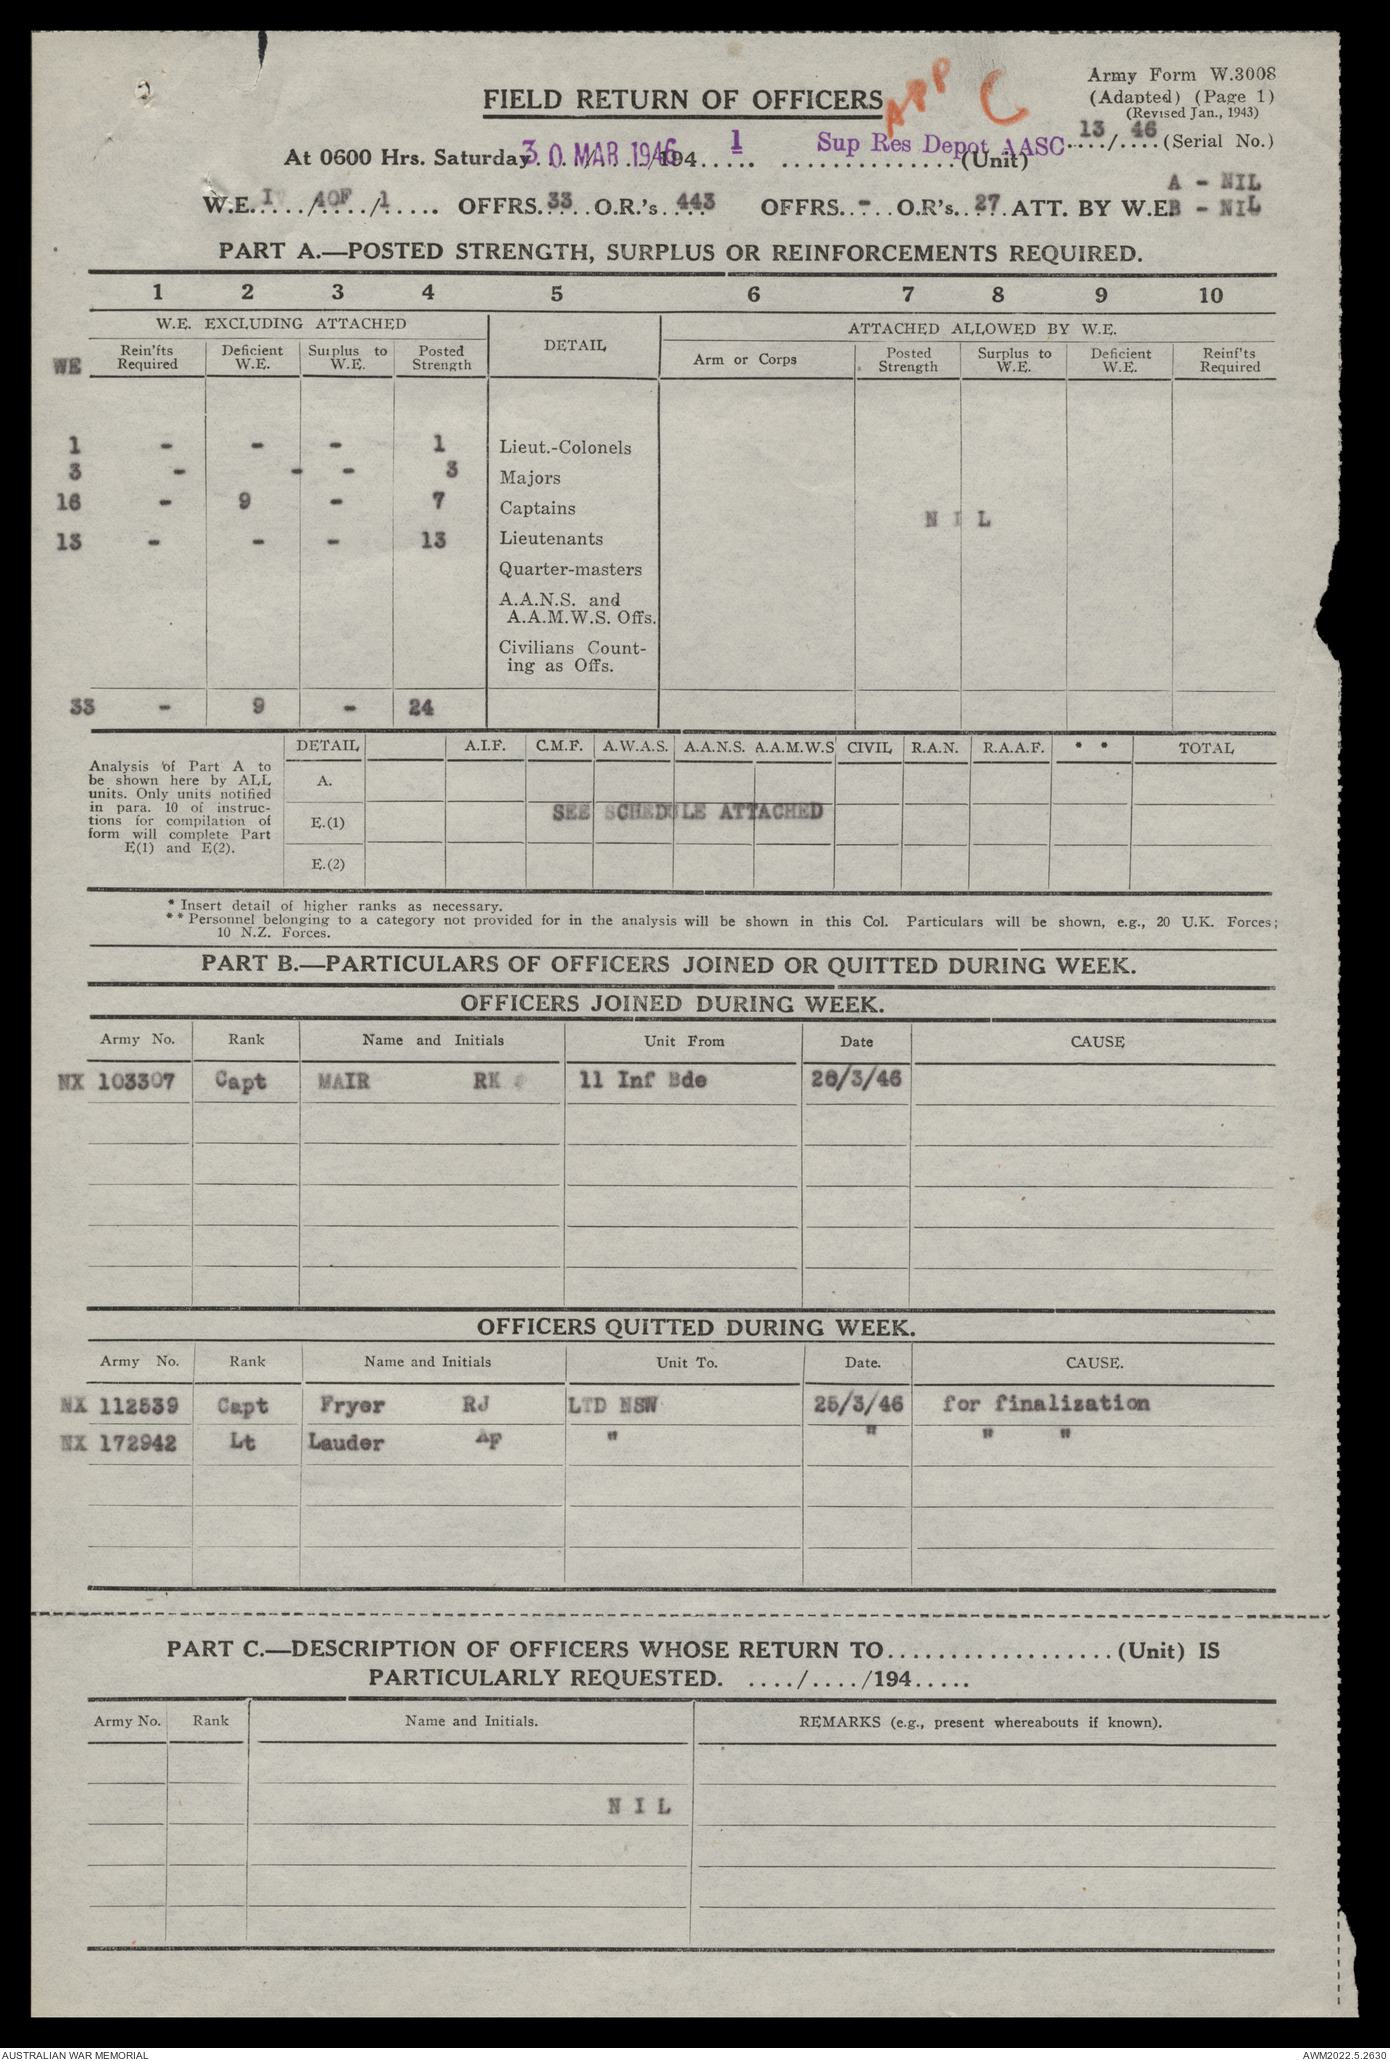 APP C
Army Form W.3008
(Adapted) (Page 1)
(Revised Jan., 1943)
FIELD RETURN OF OFFICERS
At 0600 Hrs. Saturday 30 MAR 1946 194..... 1 Sup Res Depot AASC (Unit) 13/46 (Serial No.)
W.E. /40F/1 OFFRS. 33 O.R.'s 443 OFFRS. - O.R's. 27 ATT. BY W.E. A - NIL
B - NIL
PART A.—POSTED STRENGTH, SURPLUS OR REINFORCEMENTS REQUIRED.
1 2 3 4 5 6 7 8 9 10
W.E. EXCLUDING ATTACHED DETAIL ATTACHED ALLOWED BY W.E.
WE Rein'fts Required Deficient W.E. Surplus to W.E. Posted Strength Arm or Corps Posted Strength Surplus to W.E. Deficient W.E. Reinf'ts Required
1 - - - 1 Lieut.-Colonels
3 - - - 3 Majors
16 - 9 - 7 Captains
N I L
13 - - - 13 Lieutenants
Quarter-masters
A.A.N.S. and
A.A.M.W.S. Offs.
Civilians Count-
ing as Offs.
33 - 9 - 24
DETAIL A.I.F. C.M.F. A.W.A.S. A.A.N.S. A.A.M.W.S CIVIL R.A.N. R.A.A.F. * * TOTAL
Analysis of Part A to
be shown here by ALL
units. Only units notified
in para. 10 of instruc-
tions for compilation of
form will complete Part
E(1) and E(2).
A.
E.(1) SEE SCHEDULE ATTACHED
E.(2)
* Insert detail of higher ranks as necessary.
** Personnel belonging to a category not provided for in the analysis will be shown in this Col. Particulars will be shown, e.g., 20 U.K. Forces;
10 N.Z. Forces.
PART B.—PARTICULARS OF OFFICERS JOINED OR QUITTED DURING WEEK.
OFFICERS JOINED DURING WEEK.
Army No. Rank Name and Initials Unit From Date CAUSE
NX 103307 Capt MAIR RK 11 Inf Bde 26/3/46
OFFICERS QUITTED DURING WEEK.
Army No. Rank Name and Initials Unit To. Date. CAUSE.
NX 112539 Capt Fryer RJ LTD NSW 25/3/46 for finalization
NX 172942 Lt Lauder AF " " " "
PART C.—DESCRIPTION OF OFFICERS WHOSE RETURN TO.................(Unit) IS
PARTICULARLY REQUESTED. ..../..../194.....
Army No. Rank Name and Initials. REMARKS (e.g., present whereabouts if known).
N I L
AUSTRALIAN WAR MEMORIAL AWM2022.5.2630